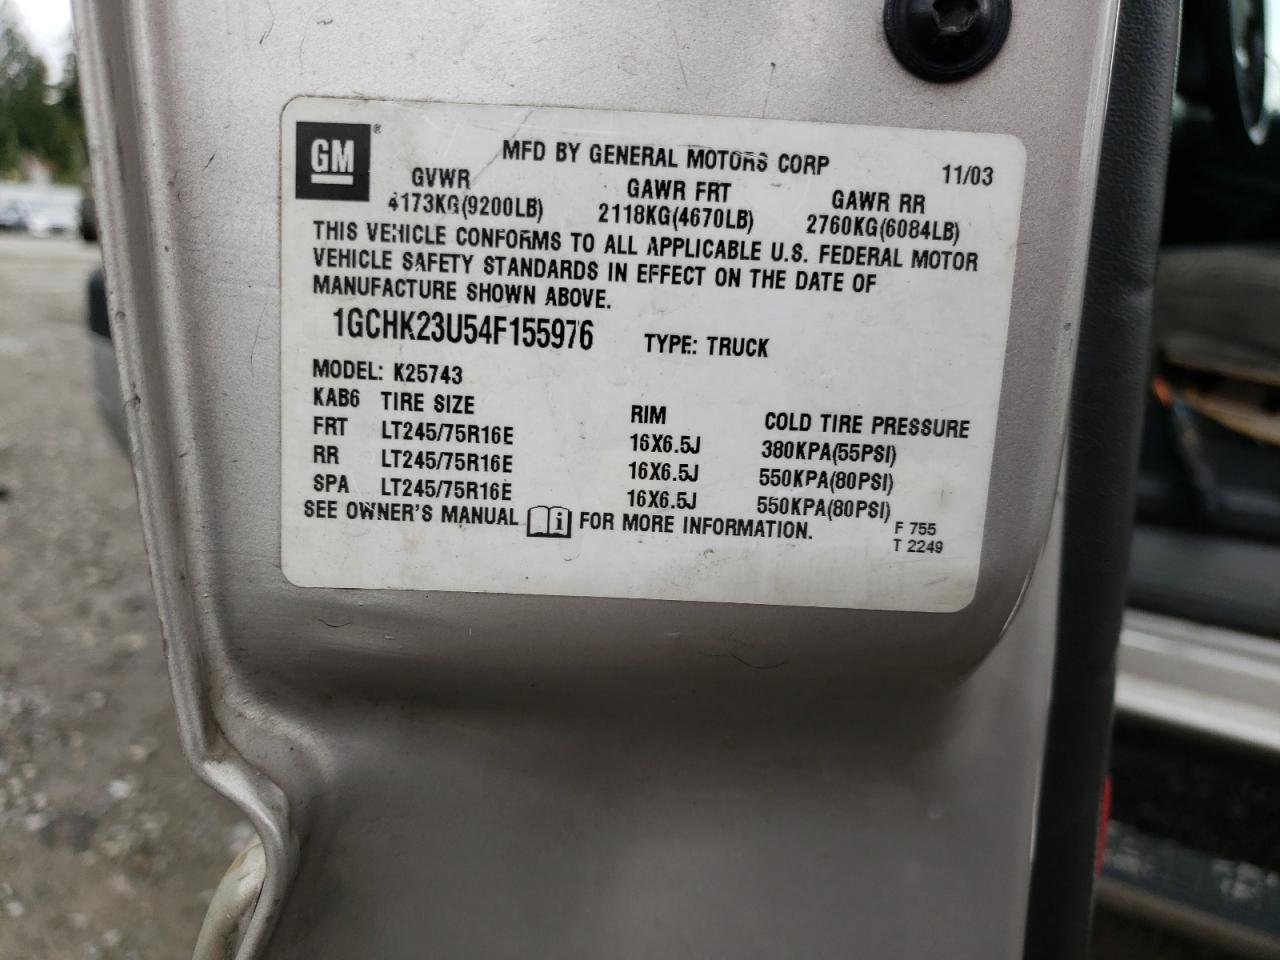 GM ®
MFD BY GENERAL MOTORS CORP 11/03
GVWR GAWR FRT GAWR RR
4173KG(9200LB) 2118KG(4670LB) 2760KG(6084LB)
THIS VEHICLE CONFORMS TO ALL APPLICABLE U.S. FEDERAL MOTOR
VEHICLE SAFETY STANDARDS IN EFFECT ON THE DATE OF
MANUFACTURE SHOWN ABOVE.
1GCHK23U54F155976 TYPE: TRUCK
MODEL: K25743
KAB6 TIRE SIZE RIM COLD TIRE PRESSURE
FRT LT245/75R16E 16X6.5J 380KPA(55PSI)
RR LT245/75R16E 16X6.5J 550KPA(80PSI)
SPA LT245/75R16E 16X6.5J 550KPA(80PSI)
SEE OWNER'S MANUAL i FOR MORE INFORMATION.
F 755
T 2249